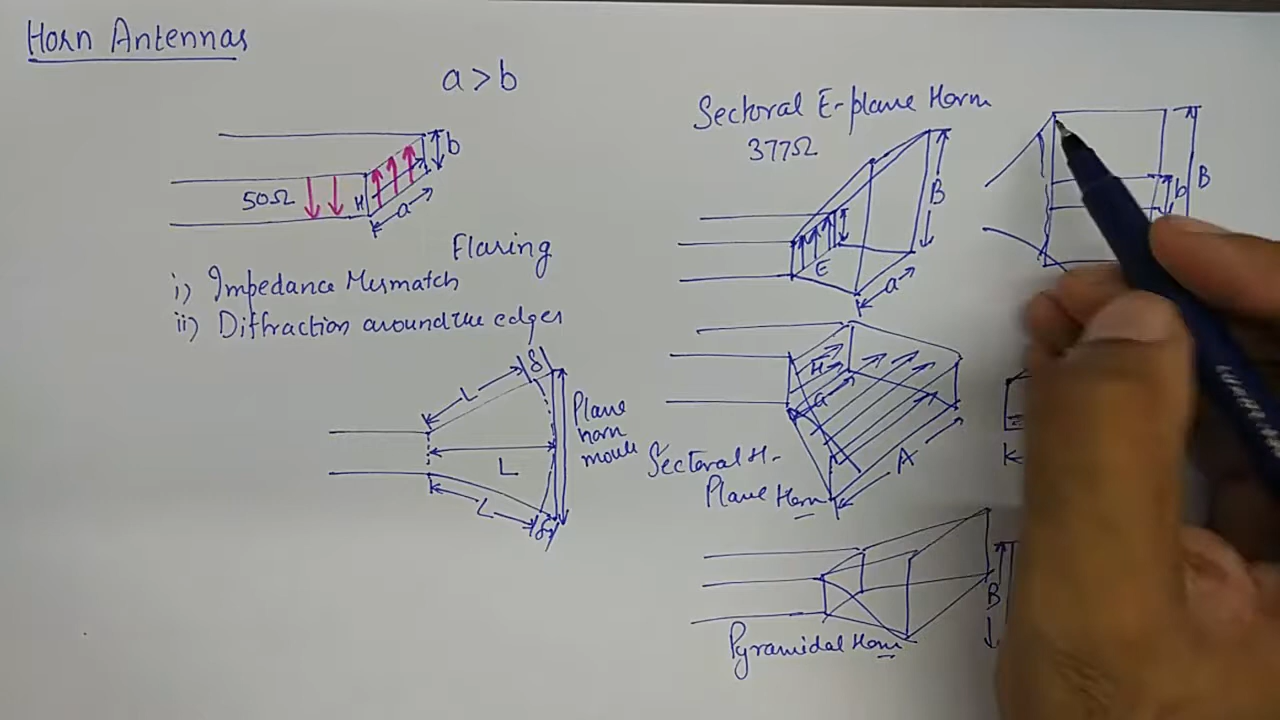 Horn Antennas
a > b
b
50Ω
H
a
Flaring
i) Impedance Mismatch
ii) Diffraction around the edges
δ
L
L
L
δ
Plane
horn
mouth
Sectoral E-plane Horn
377Ω
B
E
a
B
b
H
a
A
Sectoral H-
Plane Horn
B
Pyramidal Horn